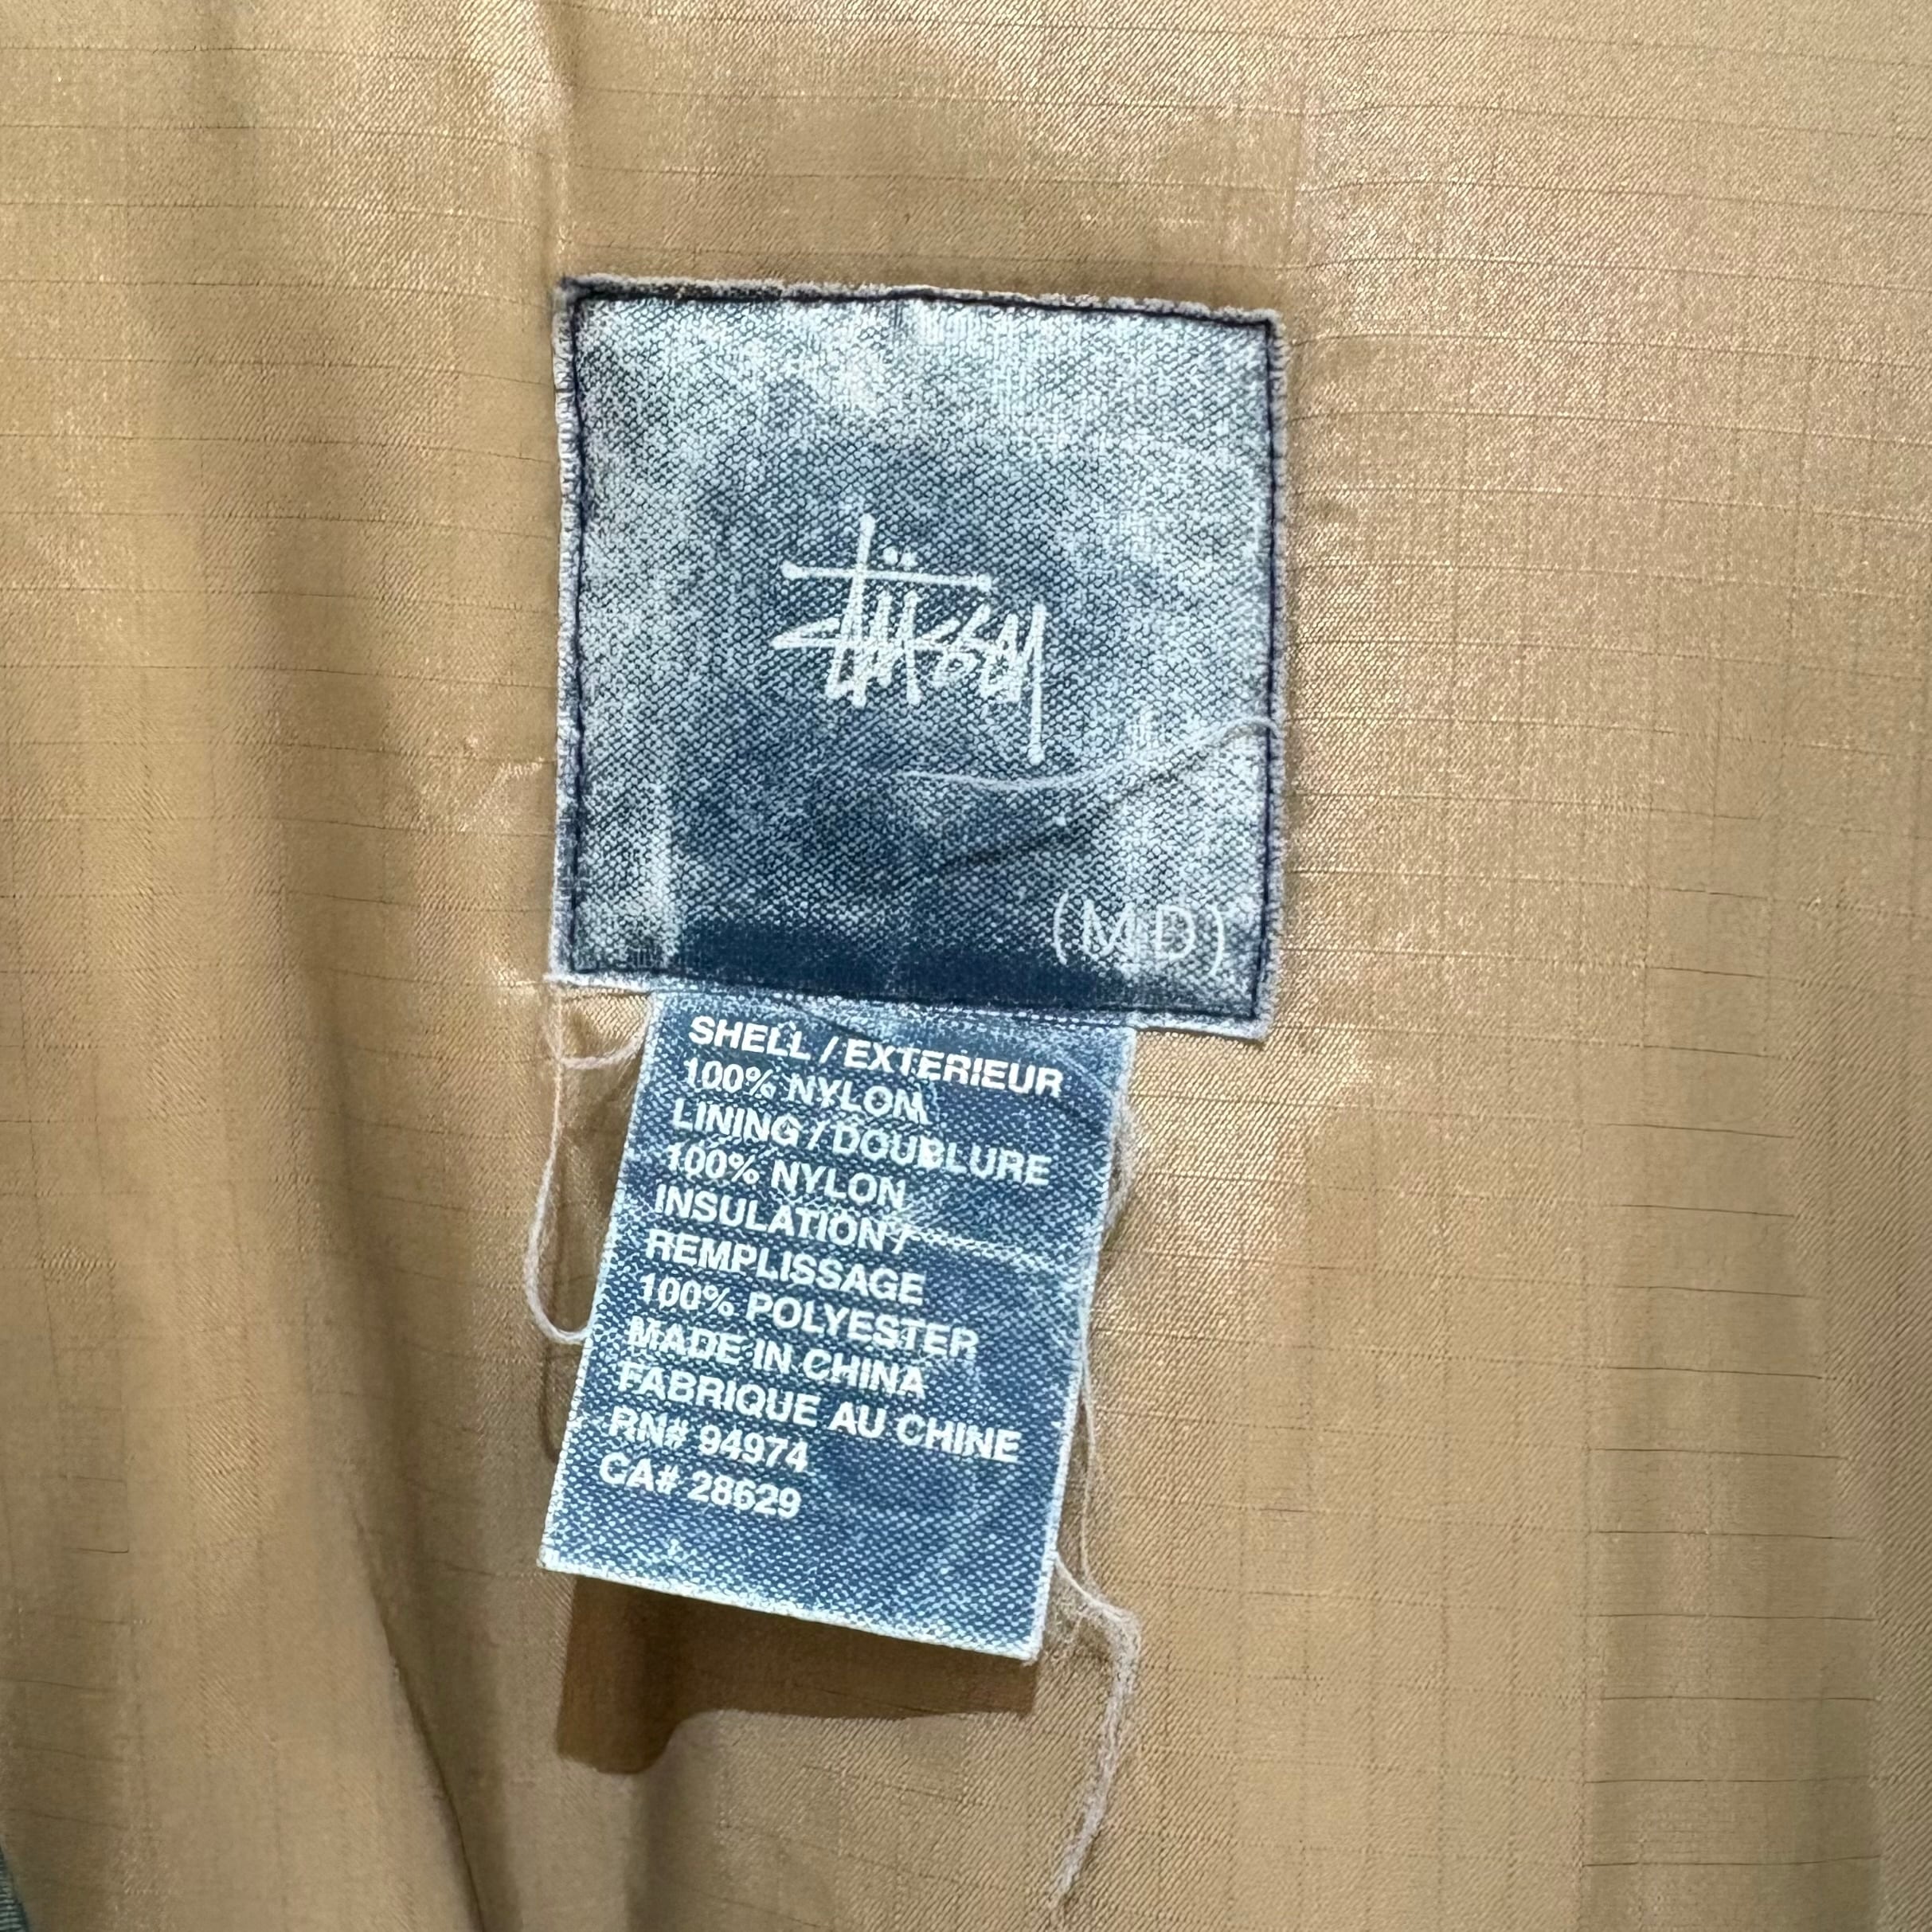 Stüssy
(MD)
SHELL / EXTERIEUR
100% NYLON
LINING / DOUBLURE
100% NYLON
INSULATION /
REMPLISSAGE
100% POLYESTER
MADE IN CHINA
FABRIQUE AU CHINE
RN# 94974
CA# 28629